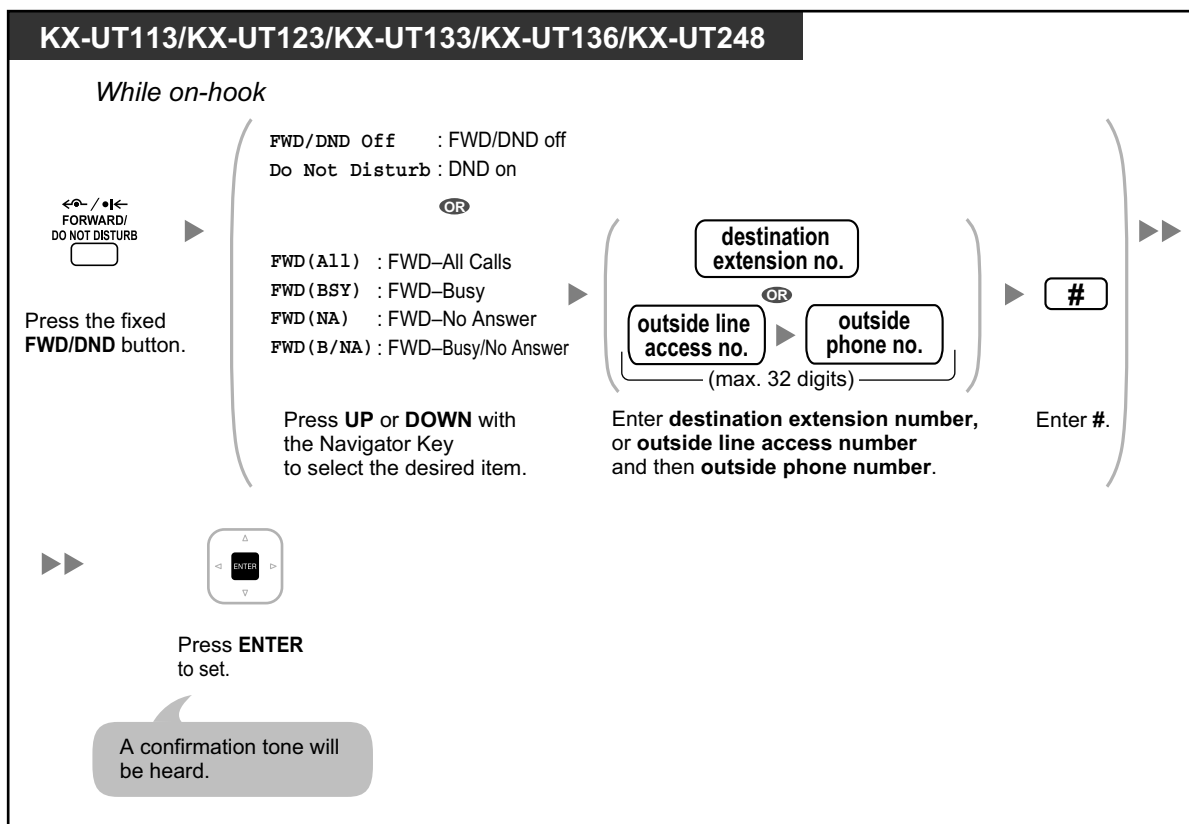 KX-UT113/KX-UT123/KX-UT133/KX-UT136/KX-UT248
While on-hook
FORWARD/
DO NOT DISTURB
Press the fixed
FWD/DND button.
FWD/DND Off : FWD/DND off
Do Not Disturb : DND on
OR
FWD(All) : FWD–All Calls
FWD(BSY) : FWD–Busy
FWD(NA) : FWD–No Answer
FWD(B/NA) : FWD–Busy/No Answer
Press UP or DOWN with
the Navigator Key
to select the desired item.
destination
extension no.
OR
outside line
access no.
outside
phone no.
(max. 32 digits)
Enter destination extension number,
or outside line access number
and then outside phone number.
#
Enter #.
ENTER
Press ENTER
to set.
A confirmation tone will
be heard.